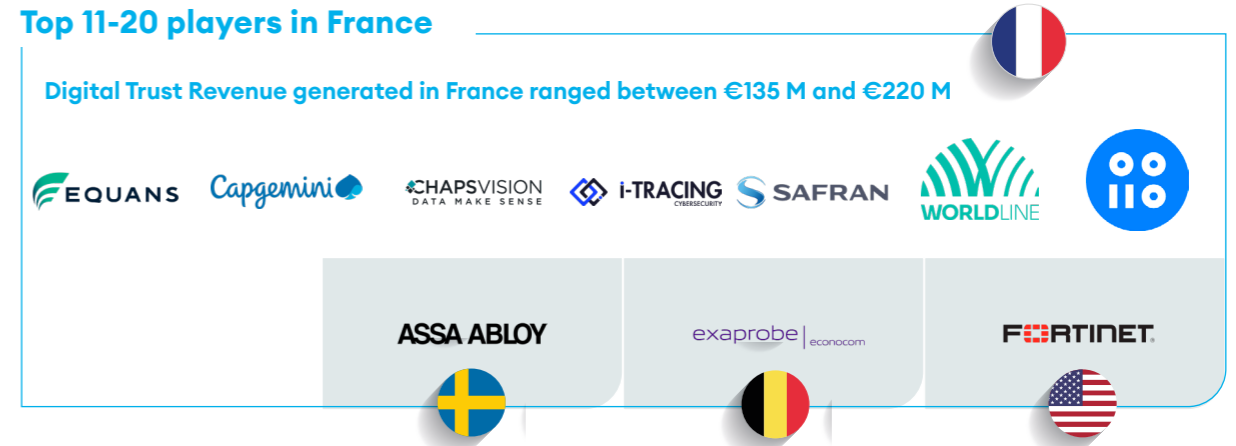 Top 11-20 players in France
Digital Trust Revenue generated in France ranged between €135 M and €220 M
EQUANS
Capgemini
CHAPSVISION
DATA MAKE SENSE
i-TRACING
CYBERSECURITY
SAFRAN
WORLDLINE
ASSA ABLOY
exaprobe | econocom
FORTINET